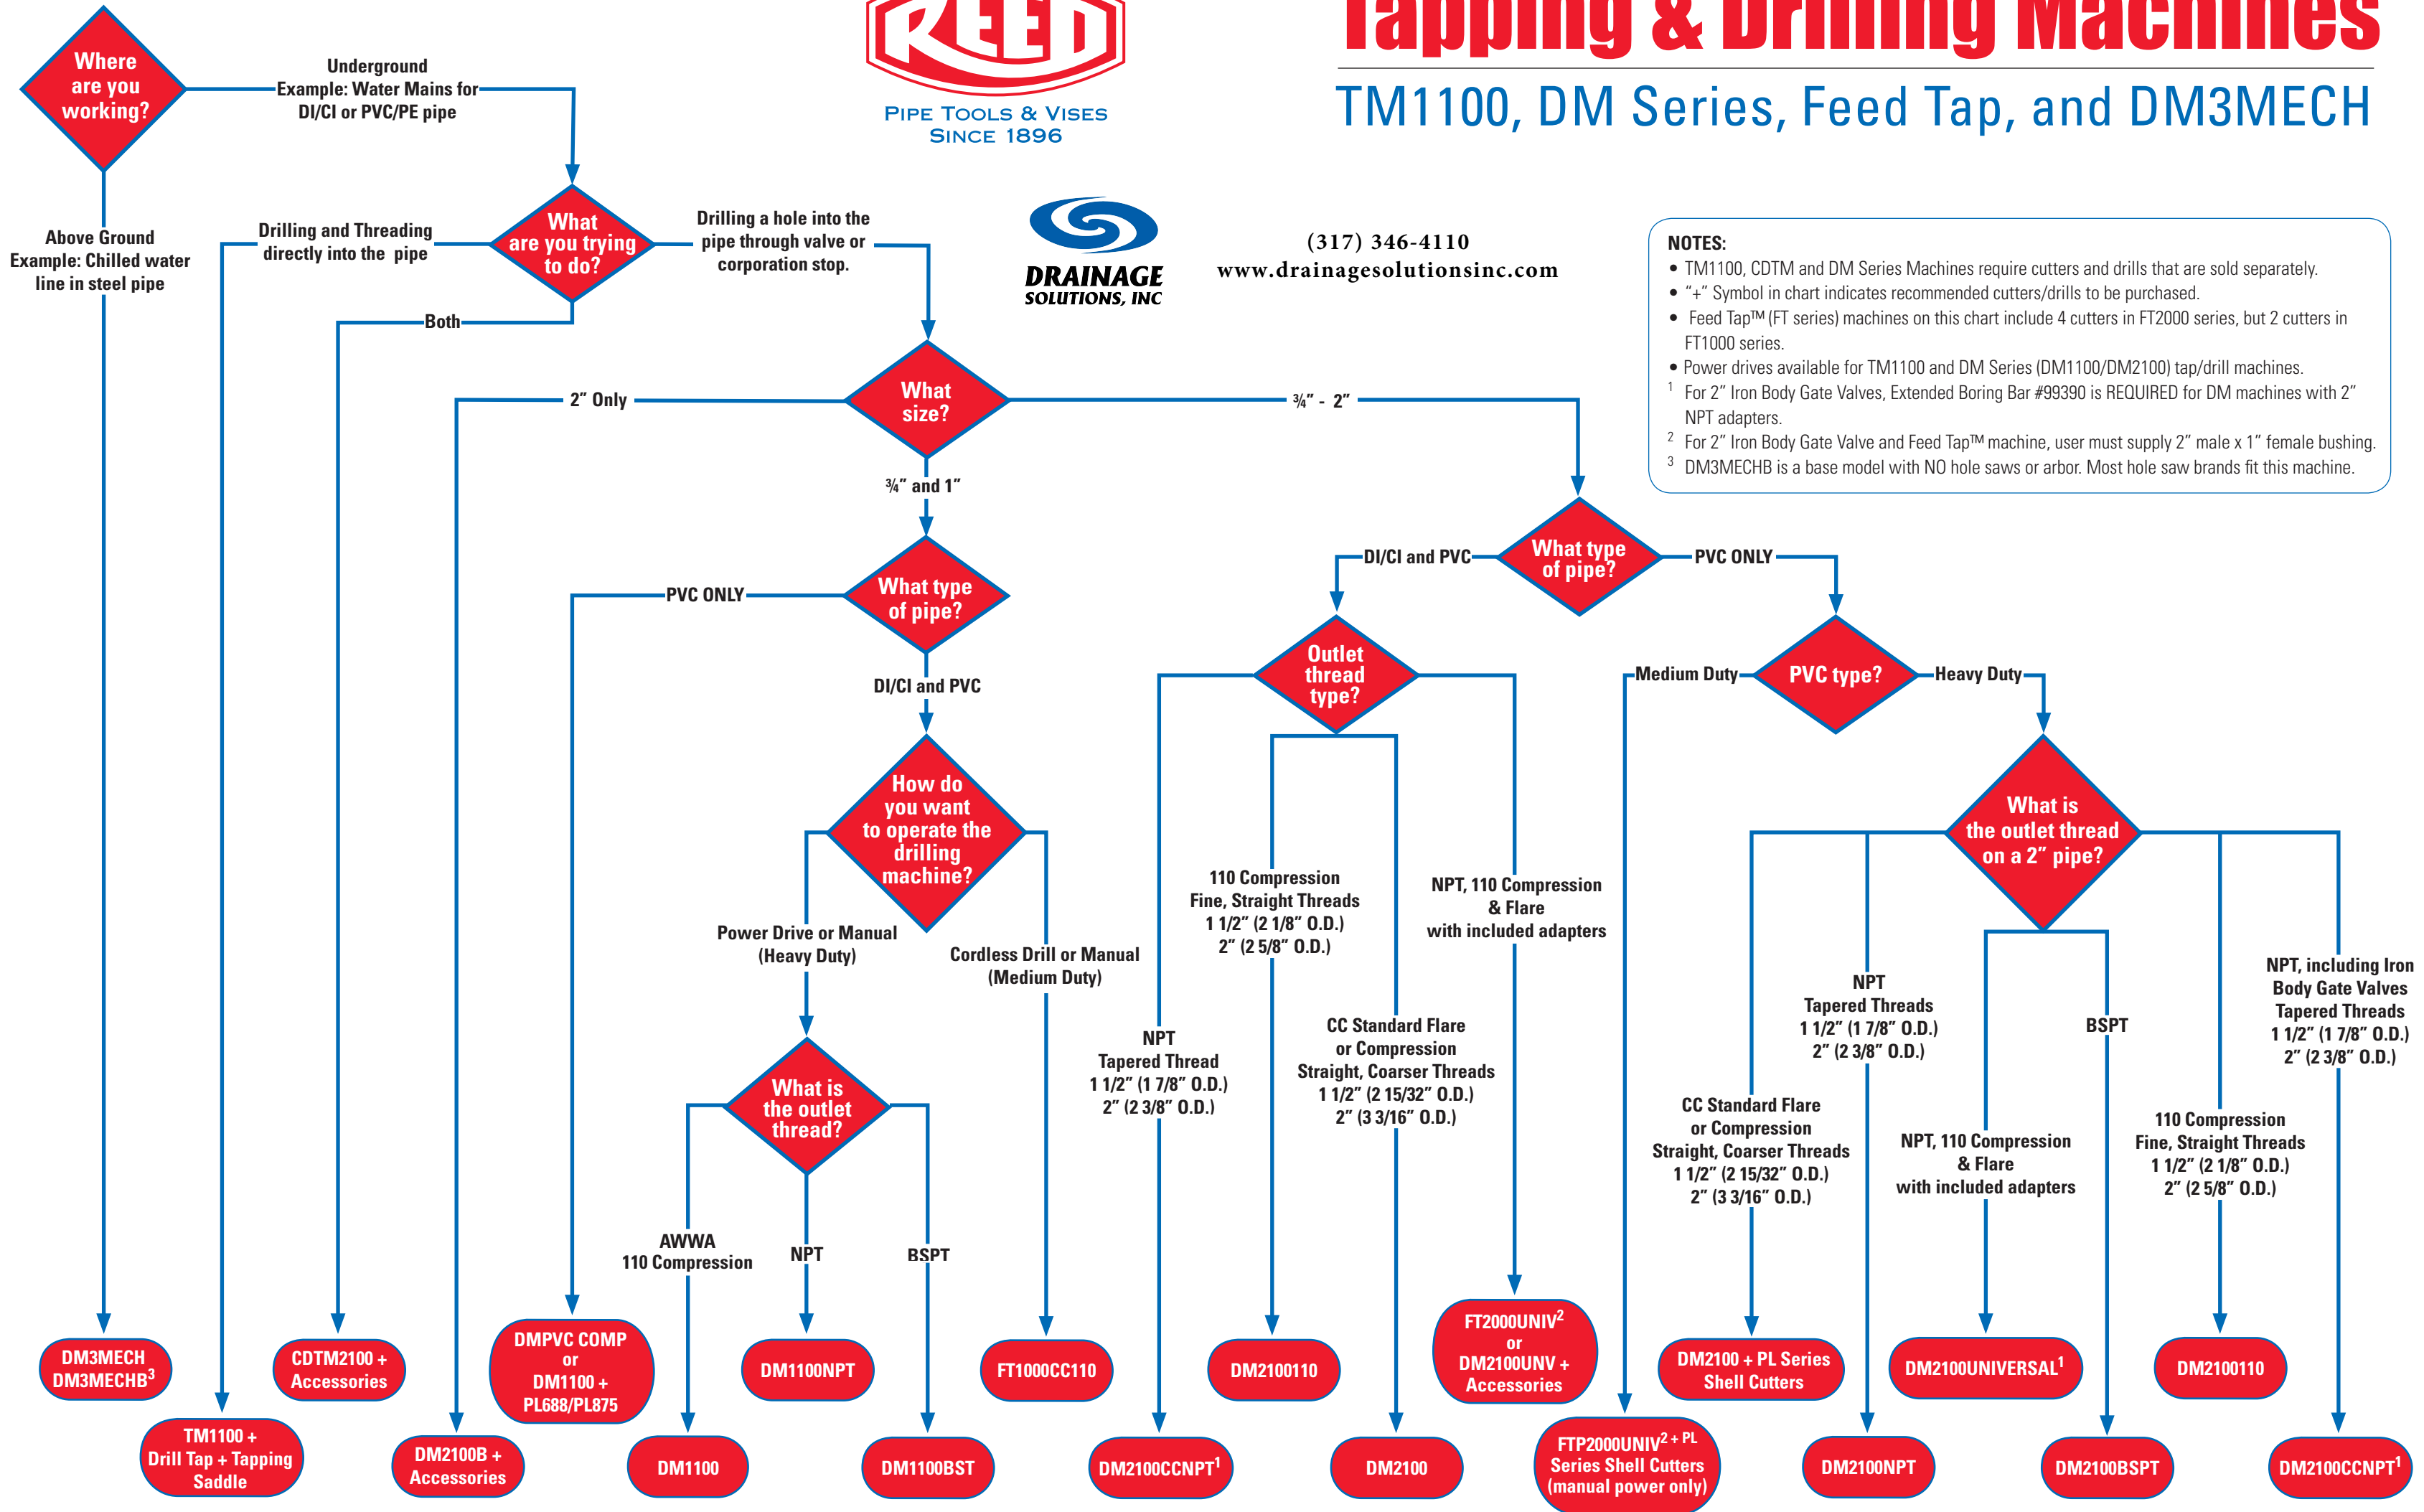 REED
PIPE TOOLS & VISES
SINCE 1896
Tapping & Drilling Machines
TM1100, DM Series, Feed Tap, and DM3MECH
DRAINAGE
SOLUTIONS, INC
(317) 346-4110
www.drainagesolutionsinc.com
NOTES:
• TM1100, CDTM and DM Series Machines require cutters and drills that are sold separately.
• “+” Symbol in chart indicates recommended cutters/drills to be purchased.
• Feed Tap™ (FT series) machines on this chart include 4 cutters in FT2000 series, but 2 cutters in
FT1000 series.
• Power drives available for TM1100 and DM Series (DM1100/DM2100) tap/drill machines.
1 For 2” Iron Body Gate Valves, Extended Boring Bar #99390 is REQUIRED for DM machines with 2”
NPT adapters.
2 For 2” Iron Body Gate Valve and Feed Tap™ machine, user must supply 2” male x 1” female bushing.
3 DM3MECHB is a base model with NO hole saws or arbor. Most hole saw brands fit this machine.
Where
are you
working?
Underground
Example: Water Mains for
DI/CI or PVC/PE pipe
Above Ground
Example: Chilled water
line in steel pipe
What
are you trying
to do?
Drilling and Threading
directly into the pipe
Both
Drilling a hole into the
pipe through valve or
corporation stop.
What
size?
2” Only
¾” and 1”
¾” - 2”
What type
of pipe?
PVC ONLY
DI/CI and PVC
What type
of pipe?
DI/CI and PVC
PVC ONLY
How do
you want
to operate the
drilling
machine?
Power Drive or Manual
(Heavy Duty)
Cordless Drill or Manual
(Medium Duty)
What is
the outlet
thread?
AWWA
110 Compression
NPT
BSPT
Outlet
thread
type?
NPT
Tapered Thread
1 1/2” (1 7/8” O.D.)
2” (2 3/8” O.D.)
110 Compression
Fine, Straight Threads
1 1/2” (2 1/8” O.D.)
2” (2 5/8” O.D.)
CC Standard Flare
or Compression
Straight, Coarser Threads
1 1/2” (2 15/32” O.D.)
2” (3 3/16” O.D.)
NPT, 110 Compression
& Flare
with included adapters
PVC type?
Medium Duty
Heavy Duty
What is
the outlet thread
on a 2” pipe?
CC Standard Flare
or Compression
Straight, Coarser Threads
1 1/2” (2 15/32” O.D.)
2” (3 3/16” O.D.)
NPT
Tapered Threads
1 1/2” (1 7/8” O.D.)
2” (2 3/8” O.D.)
NPT, 110 Compression
& Flare
with included adapters
BSPT
110 Compression
Fine, Straight Threads
1 1/2” (2 1/8” O.D.)
2” (2 5/8” O.D.)
NPT, including Iron
Body Gate Valves
Tapered Threads
1 1/2” (1 7/8” O.D.)
2” (2 3/8” O.D.)
DM3MECH
DM3MECHB3
TM1100 +
Drill Tap + Tapping
Saddle
CDTM2100 +
Accessories
DM2100B +
Accessories
DMPVC COMP
or
DM1100 +
PL688/PL875
DM1100
DM1100NPT
DM1100BST
FT1000CC110
DM2100CCNPT1
DM2100110
DM2100
FT2000UNIV2
or
DM2100UNV +
Accessories
FTP2000UNIV2 + PL
Series Shell Cutters
(manual power only)
DM2100 + PL Series
Shell Cutters
DM2100NPT
DM2100UNIVERSAL1
DM2100BSPT
DM2100110
DM2100CCNPT1